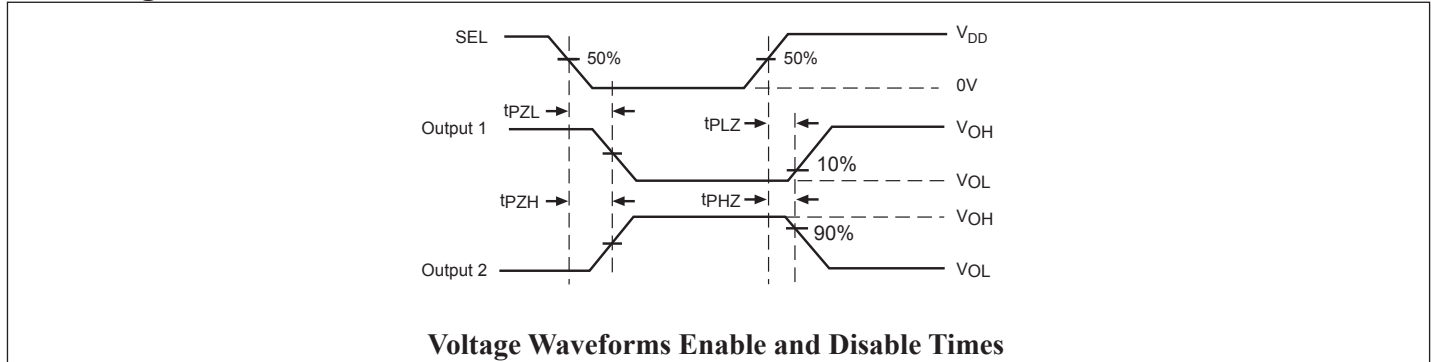 SEL
50%
50%
VDD
0V
tPZL
tPLZ
Output 1
VOH
10%
VOL
tPZH
tPHZ
VOH
90%
Output 2
VOL
Voltage Waveforms Enable and Disable Times